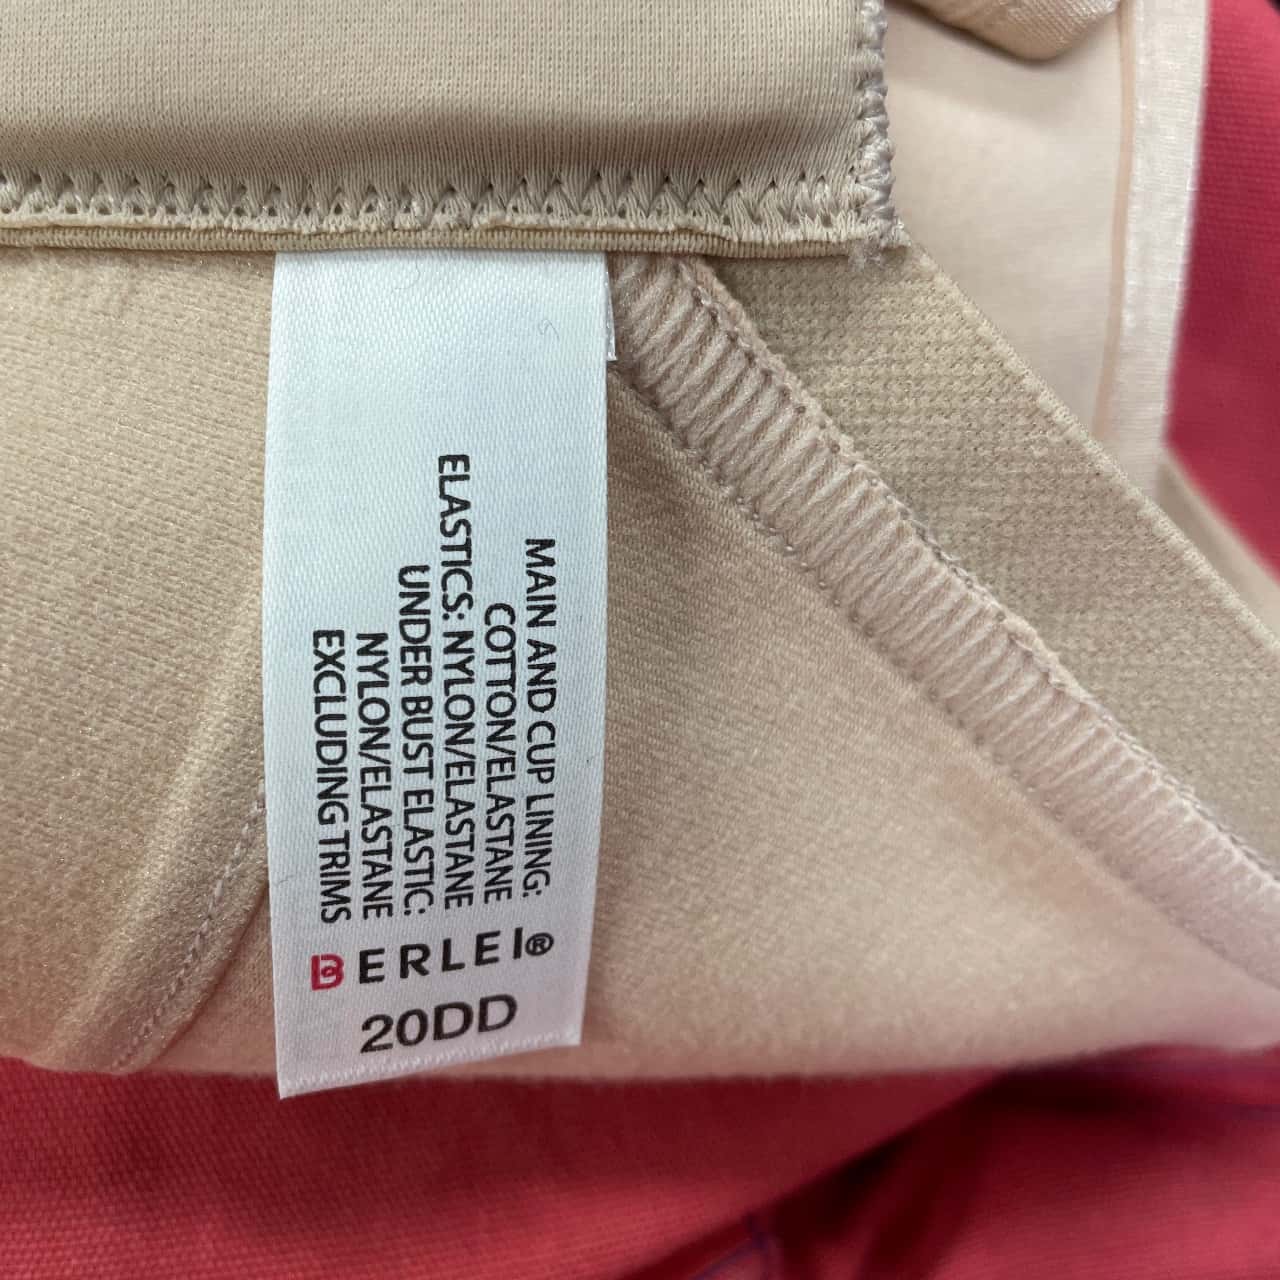 MAIN AND CUP LINING:
COTTON/ELASTANE
ELASTICS: NYLON/ELASTANE
UNDER BUST ELASTIC:
NYLON/ELASTANE
EXCLUDING TRIMS
BERLEI®
20DD